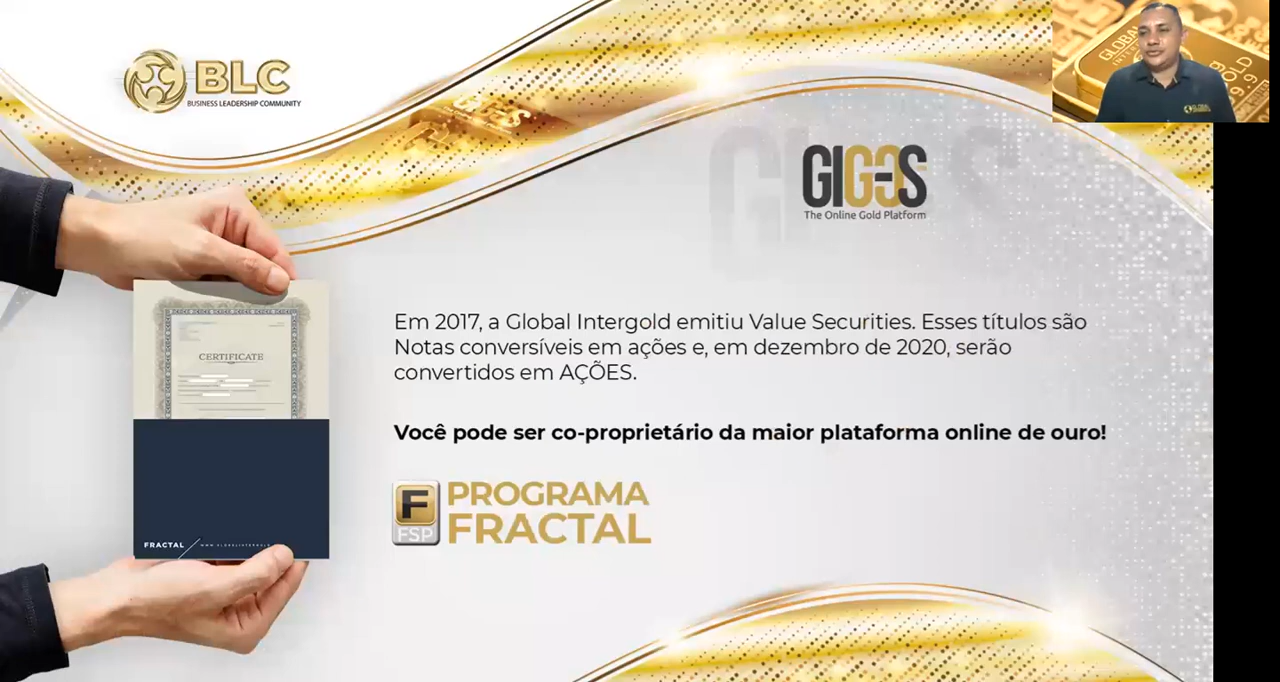 BLC
BUSINESS LEADERSHIP COMMUNITY
GIGOS
The Online Gold Platform
Em 2017, a Global Intergold emitiu Value Securities. Esses títulos são
Notas conversíveis em ações e, em dezembro de 2020, serão
convertidos em AÇÕES.
Você pode ser co-proprietário da maior plataforma online de ouro!
CERTIFICATE
F
FSP
PROGRAMA
FRACTAL
FRACTAL